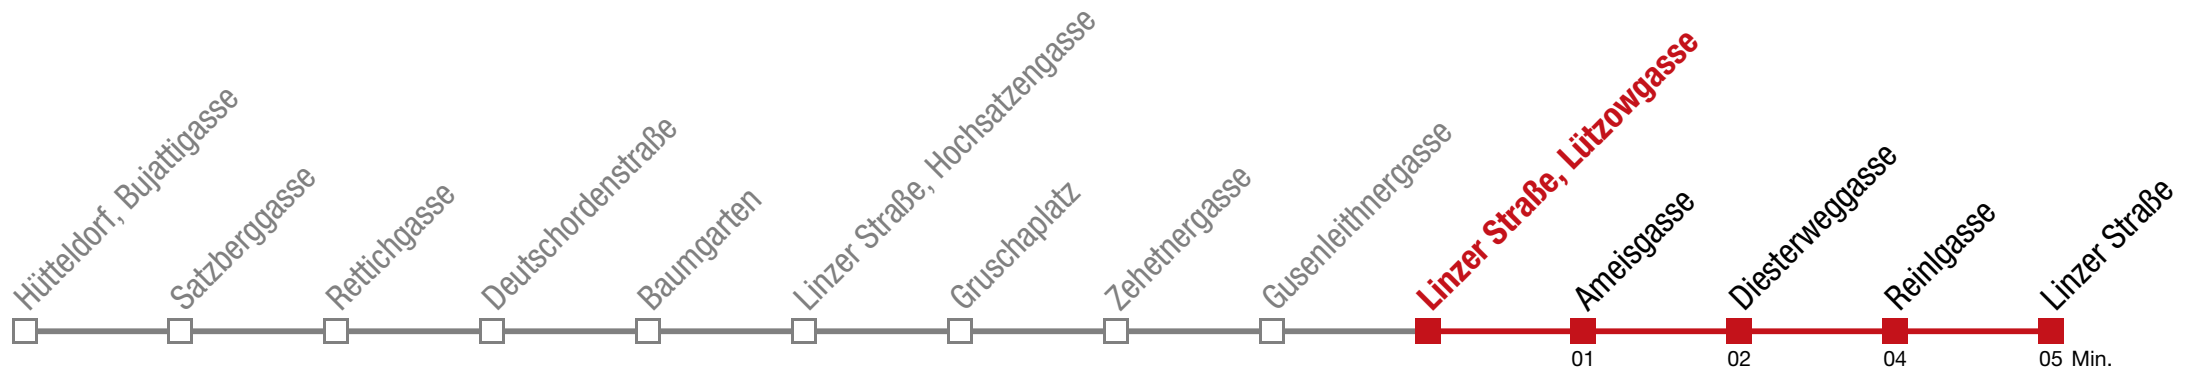 Hütteldorf, Bujattigasse
Satzberggasse
Rettichgasse
Deutschordenstraße
Baumgarten
Linzer Straße, Hochsatzengasse
Gruschaplatz
Zehetnergasse
Gusenleithnergasse
Linzer Straße, Lützowgasse
Ameisgasse
Diesterweggasse
Reinlgasse
Linzer Straße
01 02 04 05 Min.